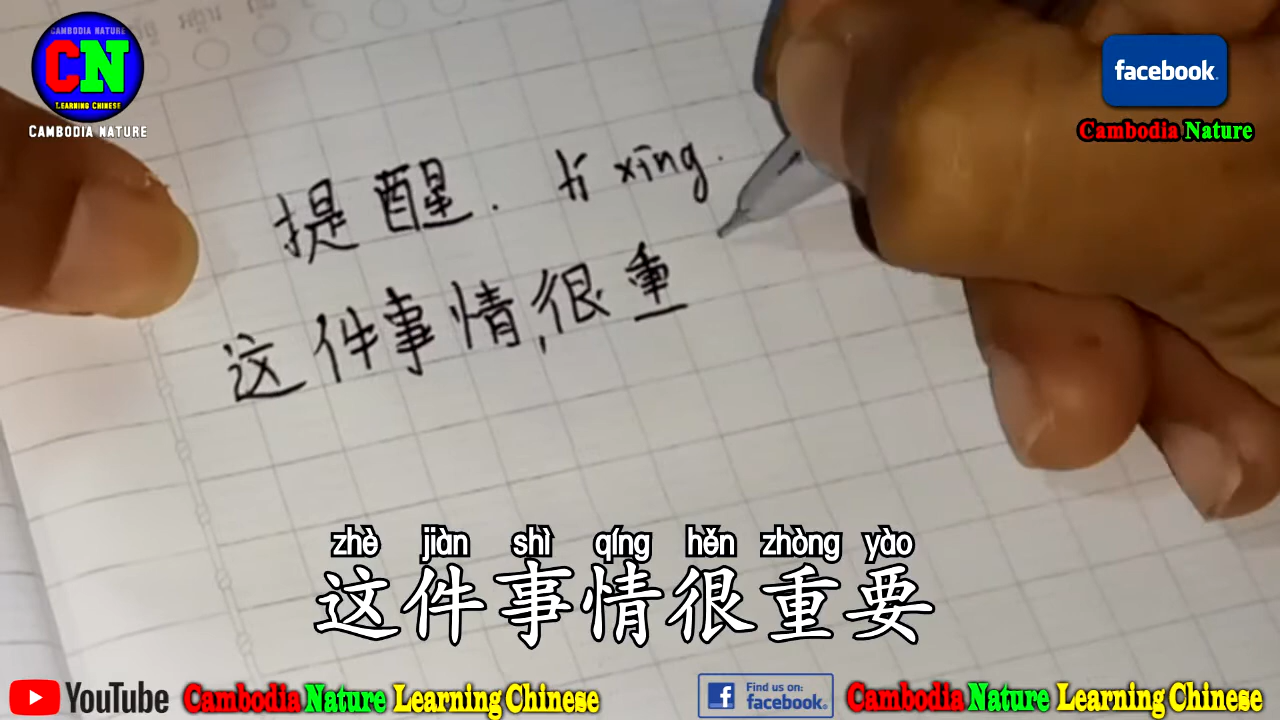 CAMBODIA NATURE
CN
LEARNING CHINESE
CAMBODIA NATURE
facebook
Cambodia Nature
提醒. tí xǐng.
这件事情,很重
zhè jiàn shì qíng hěn zhòng yào
这件事情很重要
YouTube Cambodia Nature Learning Chinese
Find us on: facebook. Cambodia Nature Learning Chinese